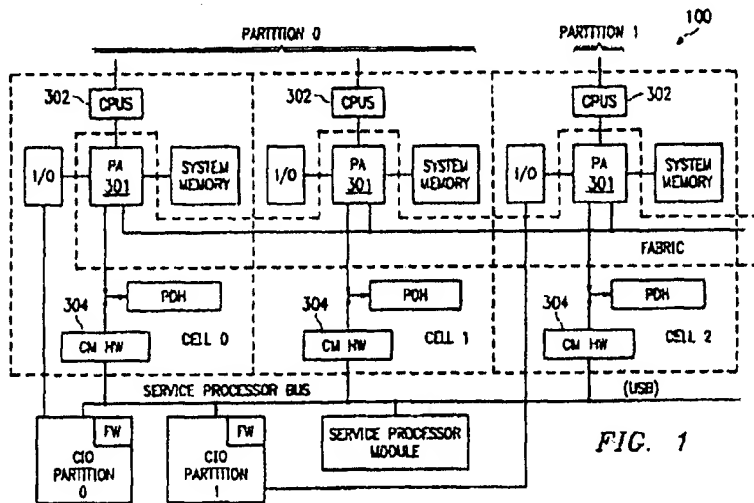 PARTITION 0
PARTITION 1
100
302
CPUS
302
CPUS
CPUS
302
I/O
PA
301
SYSTEM
MEMORY
I/O
PA
301
SYSTEM
MEMORY
I/O
PA
301
SYSTEM
MEMORY
FABRIC
304
PDH
CM HW
CELL 0
304
PDH
CM HW
CELL 1
304
PDH
CM HW
CELL 2
SERVICE PROCESSOR BUS
(USB)
FW
CIO
PARTITION
0
FW
CIO
PARTITION
1
SERVICE PROCESSOR
MODULE
FIG. 1